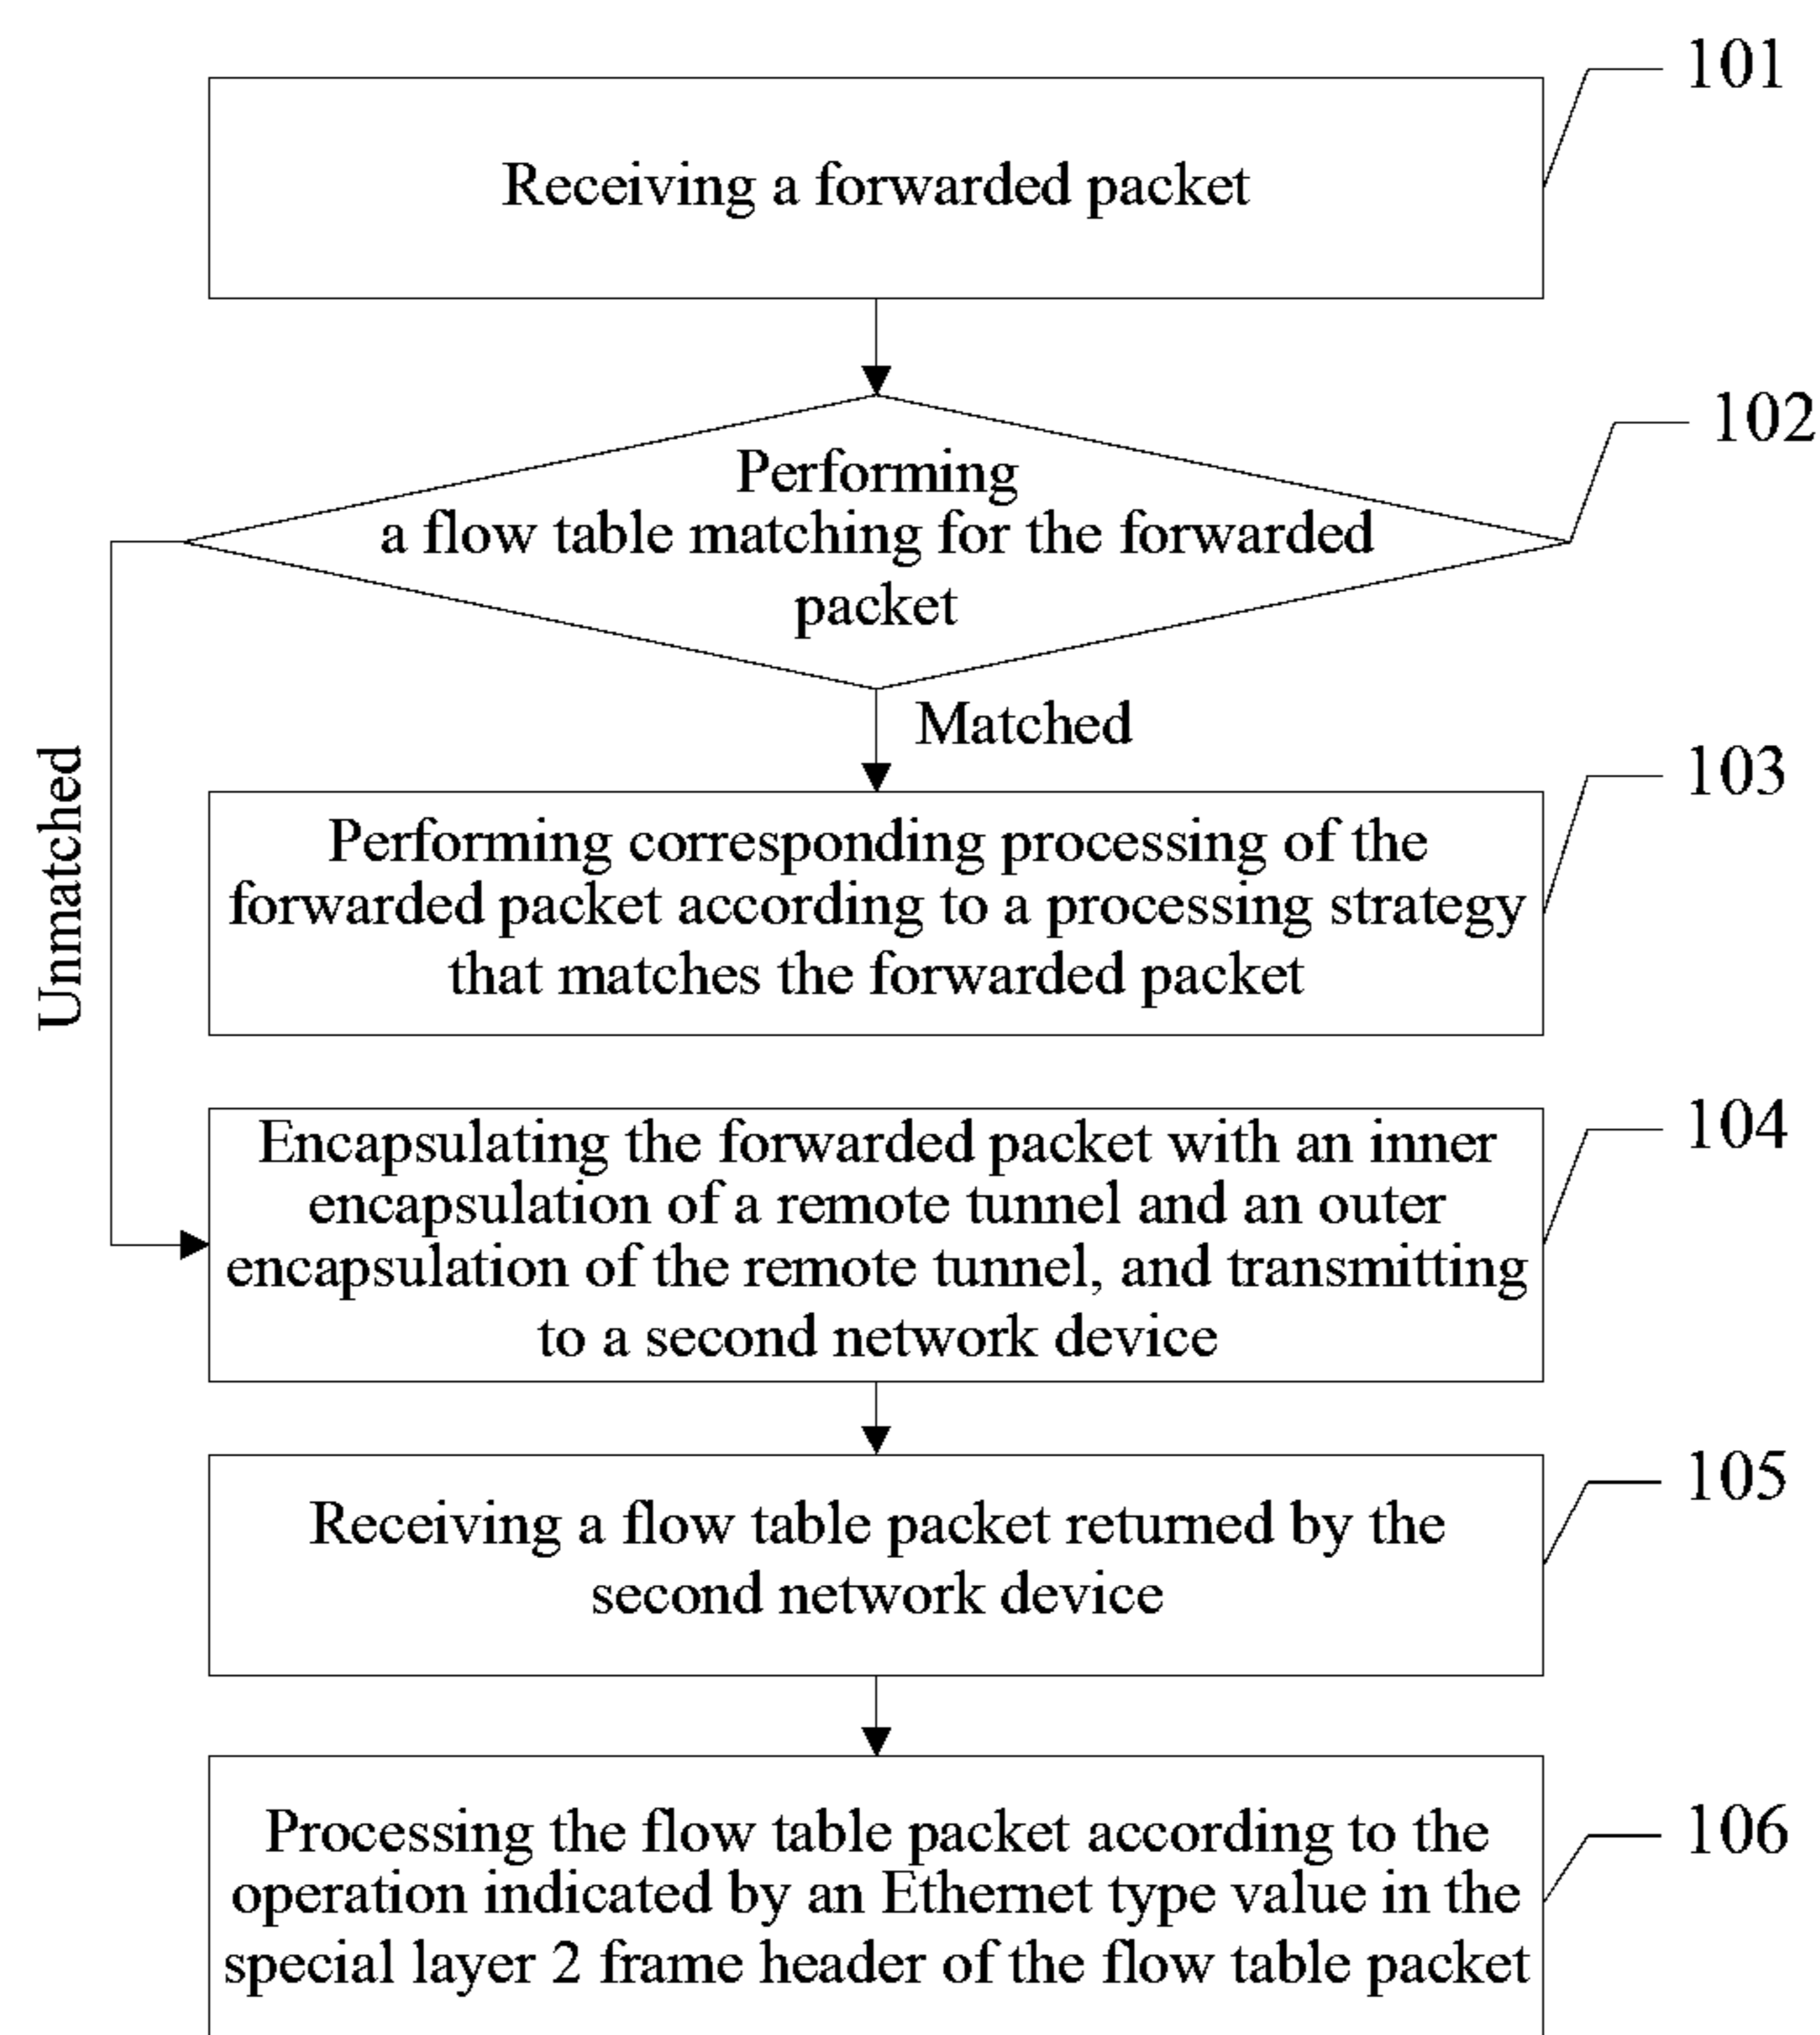 101
Receiving a forwarded packet
102
Performing
a flow table matching for the forwarded
packet
Matched
Unmatched
103
Performing corresponding processing of the
forwarded packet according to a processing strategy
that matches the forwarded packet
104
Encapsulating the forwarded packet with an inner
encapsulation of a remote tunnel and an outer
encapsulation of the remote tunnel, and transmitting
to a second network device
105
Receiving a flow table packet returned by the
second network device
106
Processing the flow table packet according to the
operation indicated by an Ethernet type value in the
special layer 2 frame header of the flow table packet